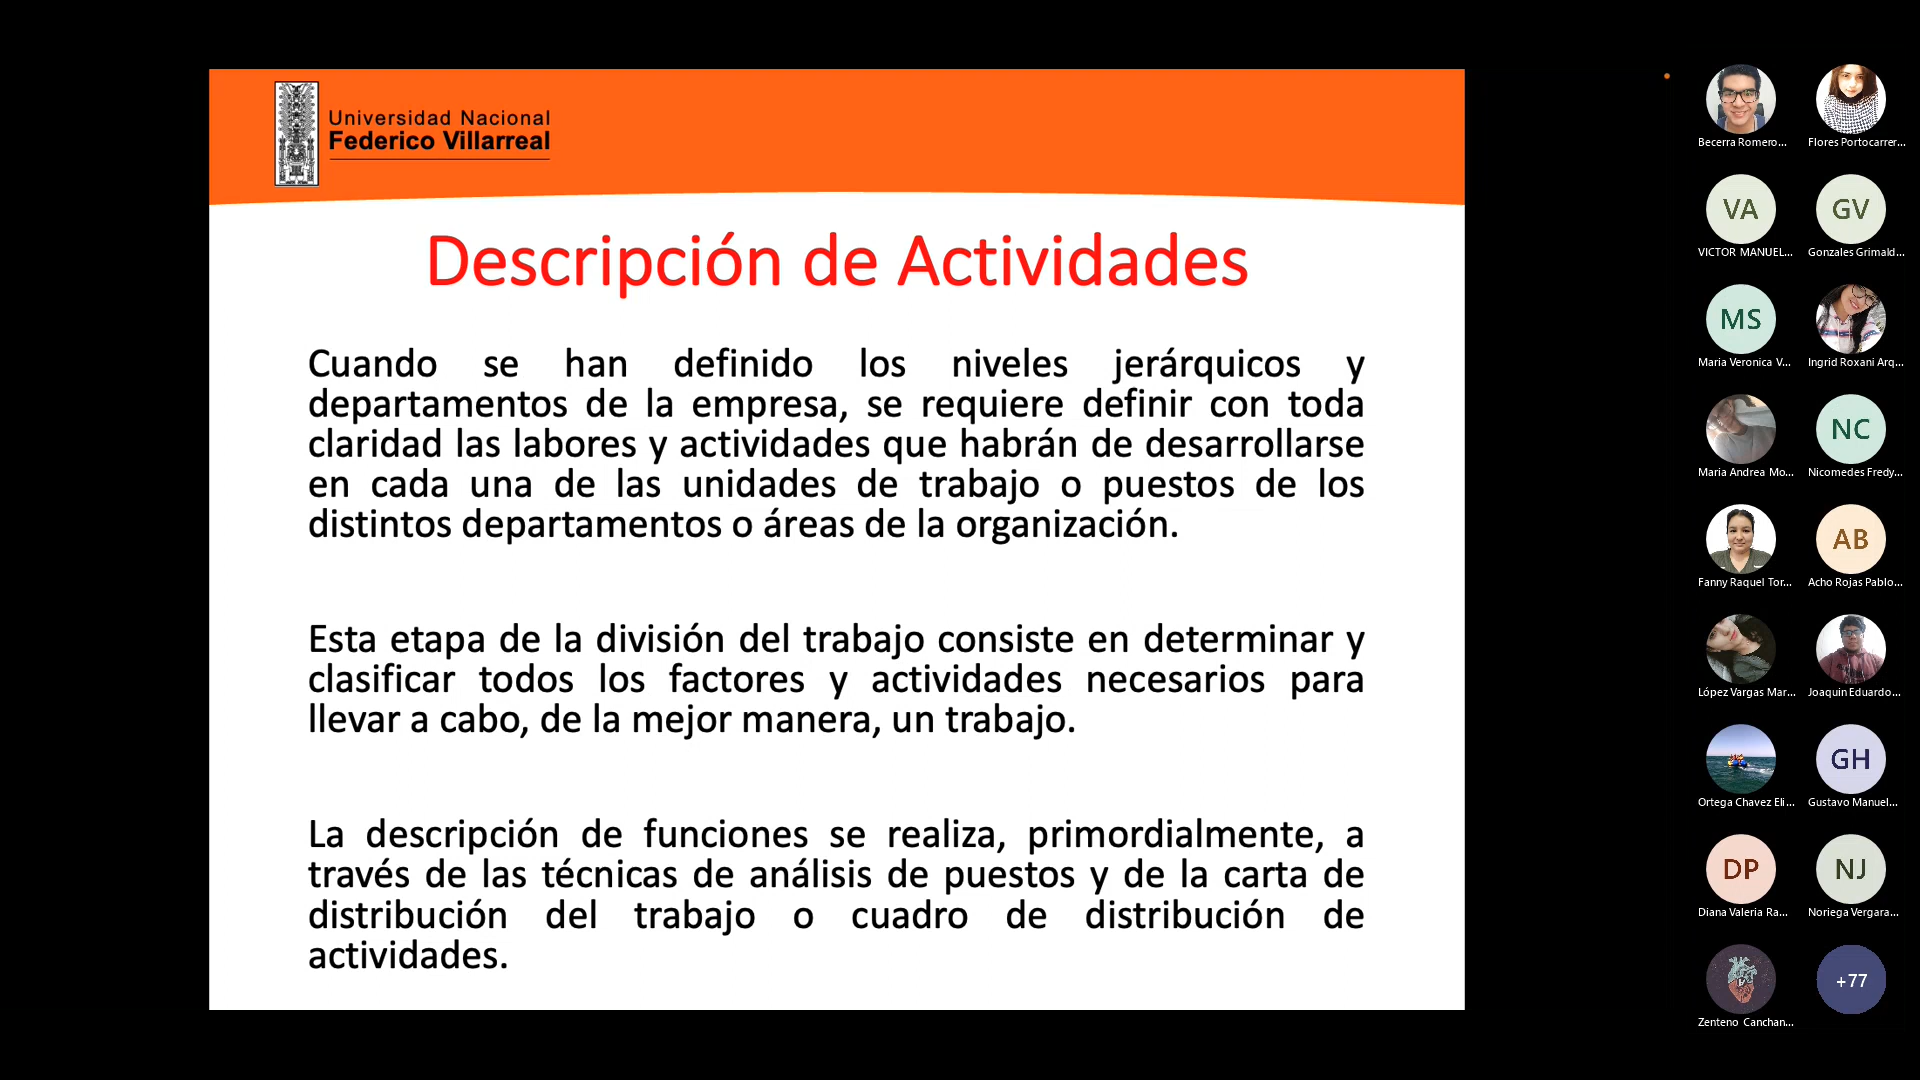 Universidad Nacional
Federico Villarreal
Descripción de Actividades
Cuando se han definido los niveles jerárquicos y
departamentos de la empresa, se requiere definir con toda
claridad las labores y actividades que habrán de desarrollarse
en cada una de las unidades de trabajo o puestos de los
distintos departamentos o áreas de la organización.
Esta etapa de la división del trabajo consiste en determinar y
clasificar todos los factores y actividades necesarios para
llevar a cabo, de la mejor manera, un trabajo.
La descripción de funciones se realiza, primordialmente, a
través de las técnicas de análisis de puestos y de la carta de
distribución del trabajo o cuadro de distribución de
actividades.
Becerra Romero...
Flores Portocarrer...
VA
GV
VICTOR MANUEL...
Gonzales Grimald...
MS
Maria Veronica V...
Ingrid Roxani Arq...
NC
Maria Andrea Mo...
Nicomedes Fredy...
AB
Fanny Raquel Tor...
Acho Rojas Pablo...
López Vargas Mar...
Joaquin Eduardo...
GH
Ortega Chavez Eli...
Gustavo Manuel...
DP
NJ
Diana Valeria Ra...
Noriega Vergara...
+77
Zenteno Canchan...